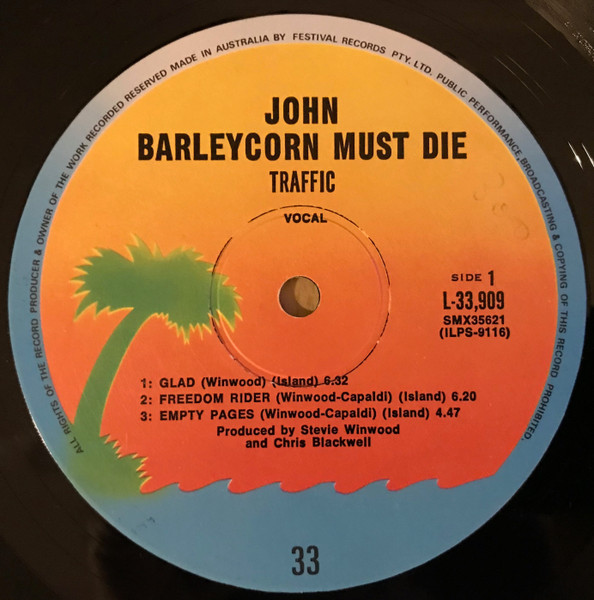 ALL RIGHTS OF THE RECORD PRODUCER & OWNER OF THE WORK RECORDED RESERVED MADE IN AUSTRALIA BY FESTIVAL RECORDS PTY. LTD. PUBLIC PERFORMANCE, BROADCASTING & COPYING OF THIS RECORD PROHIBITED.
JOHN
BARLEYCORN MUST DIE
TRAFFIC
VOCAL
SIDE 1
L-33,909
SMX35621
(ILPS-9116)
1: GLAD (Winwood) (Island) 6.32
2: FREEDOM RIDER (Winwood-Capaldi) (Island) 6.20
3: EMPTY PAGES (Winwood-Capaldi) (Island) 4.47
Produced by Stevie Winwood
and Chris Blackwell
33